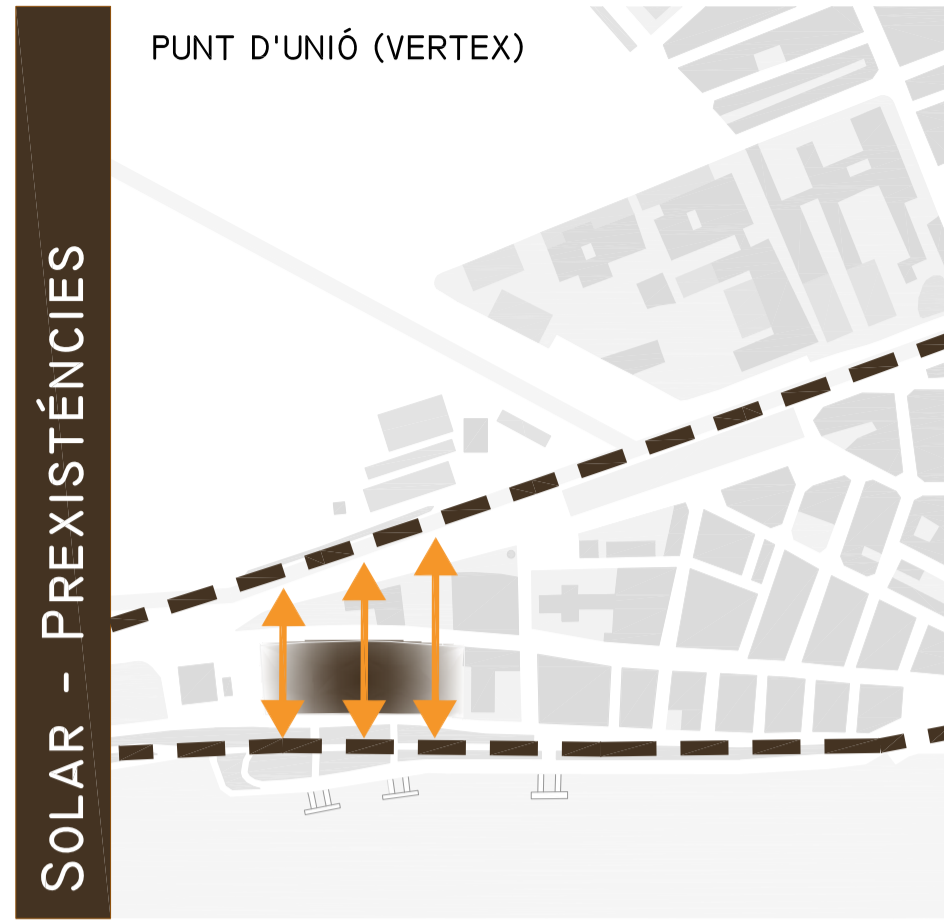 PUNT D'UNIÓ (VERTEX)
SOLAR - PREXISTÉNCIES